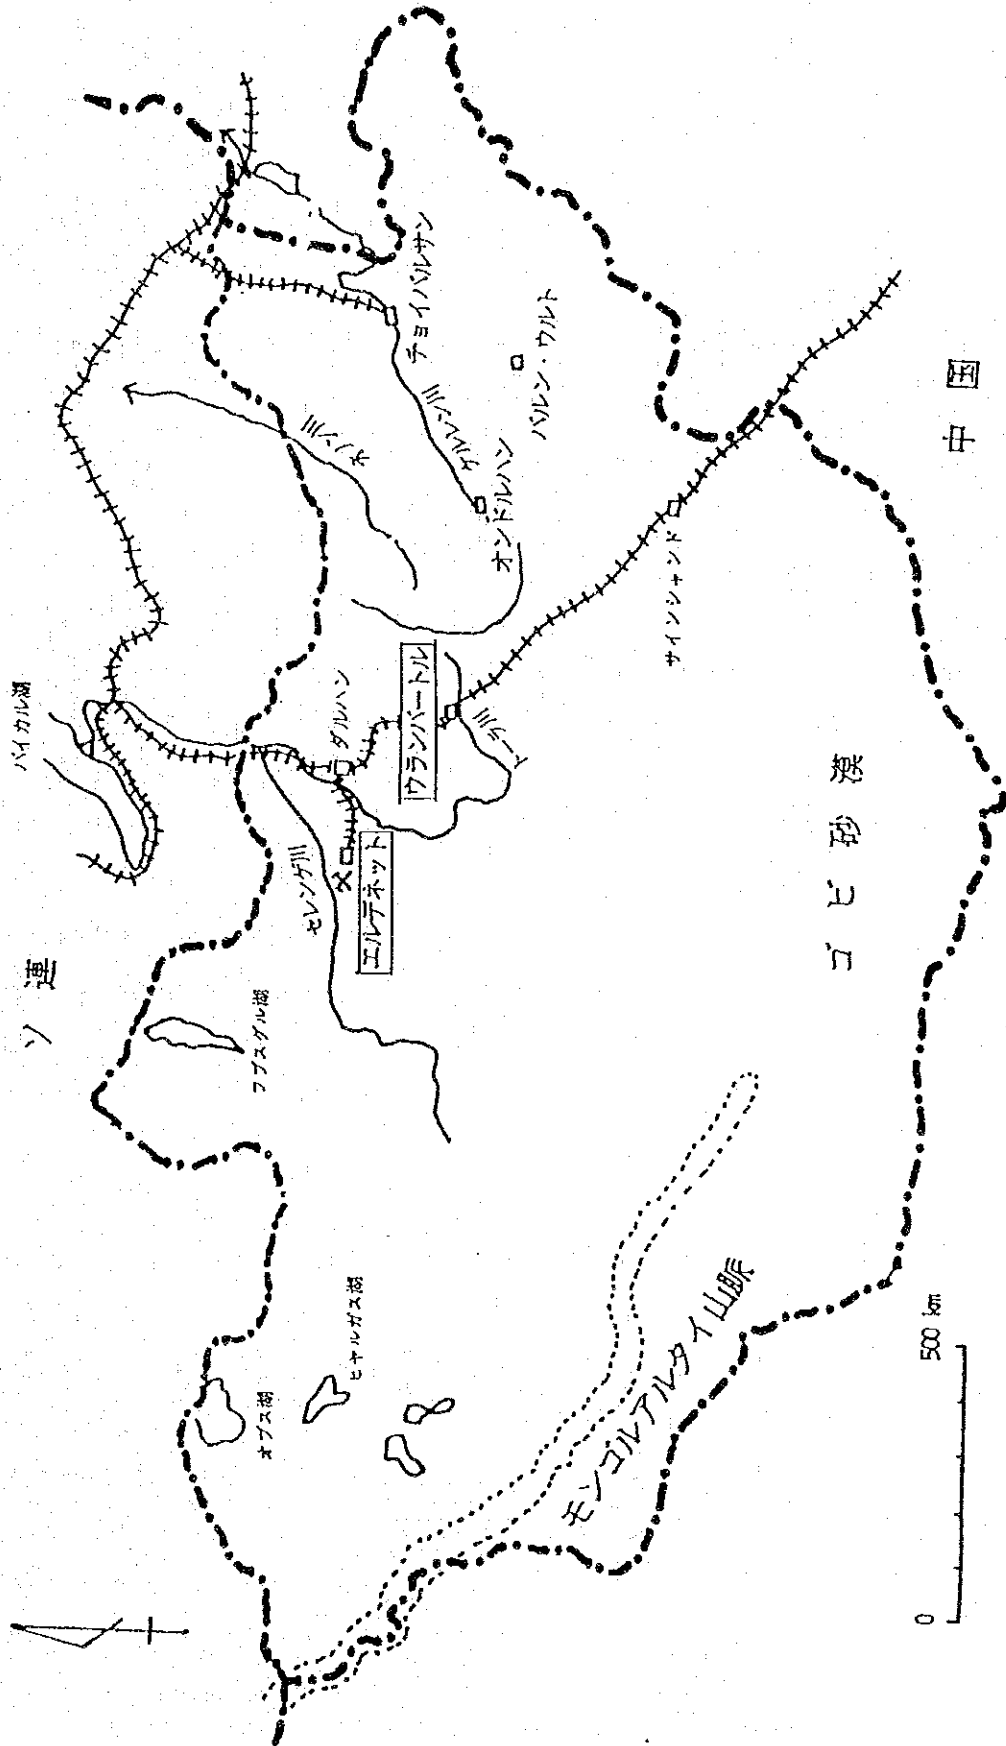 ソ連
バイカル湖
フブスグル湖
オブス湖
ヒヤルガス湖
セレンゲ川
エルデネット
ダルハン
ウランバートル
トーラ川
オノン川
ケルレン川
チョイバルサン
オンドルハン
バルン・ウルト
サインシャンド
モンゴルアルタイ山脈
ゴビ砂漠
中国
0
500 km